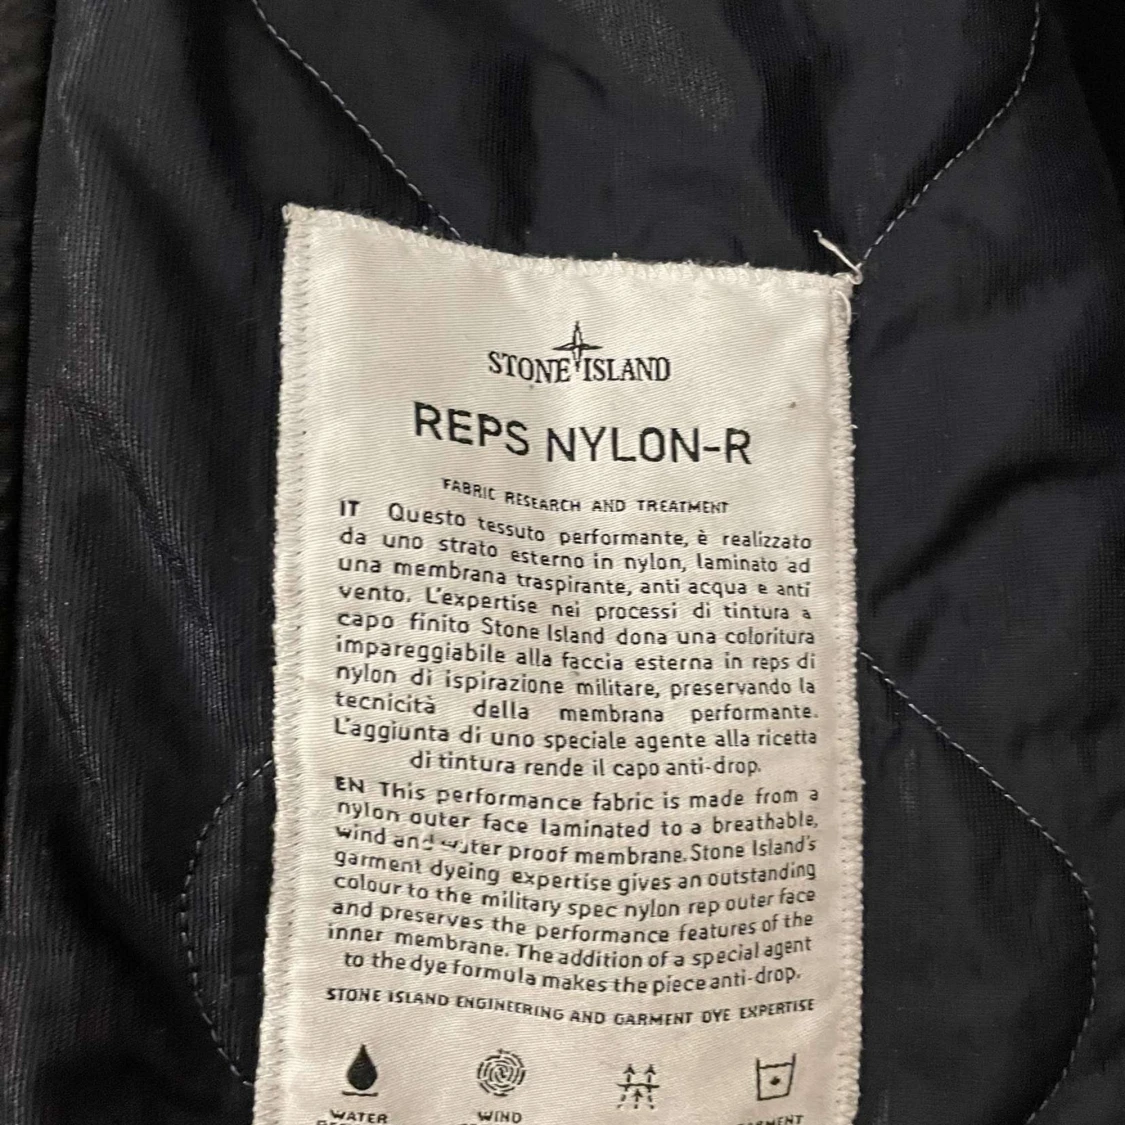 STONE ISLAND
REPS NYLON-R
FABRIC RESEARCH AND TREATMENT
IT Questo tessuto performante, è realizzato
da uno strato esterno in nylon, laminato ad
una membrana traspirante, anti acqua e anti
vento. L'expertise nei processi di tintura a
capo finito Stone Island dona una coloritura
impareggiabile alla faccia esterna in reps di
nylon di ispirazione militare, preservando la
tecnicità della membrana performante.
L'aggiunta di uno speciale agente alla ricetta
di tintura rende il capo anti-drop.
EN This performance fabric is made from a
nylon outer face laminated to a breathable,
wind and water proof membrane. Stone Island's
garment dyeing expertise gives an outstanding
colour to the military spec nylon rep outer face
and preserves the performance features of the
inner membrane. The addition of a special agent
to the dye formula makes the piece anti-drop.
STONE ISLAND ENGINEERING AND GARMENT DYE EXPERTISE
WATER WIND